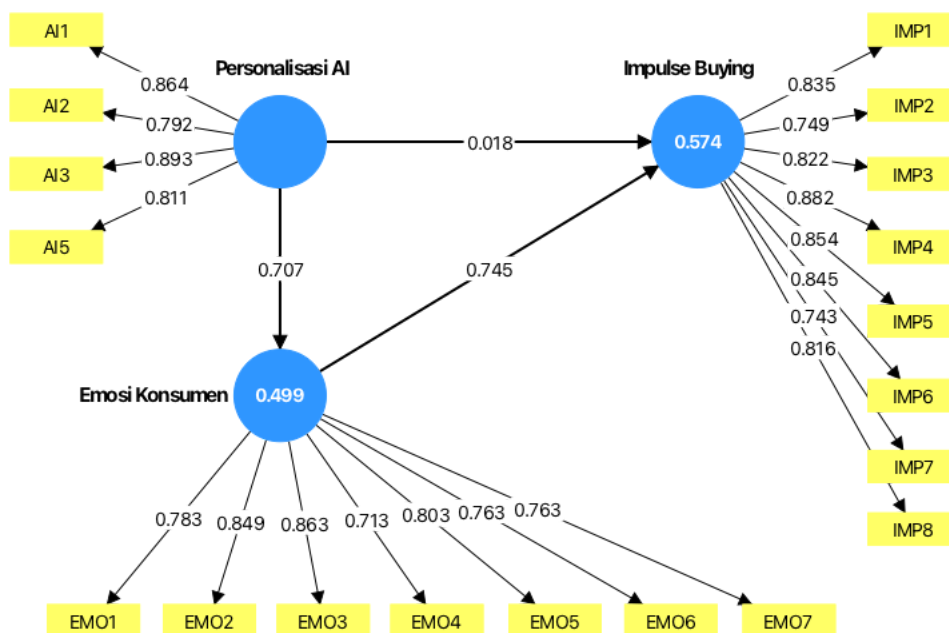 AI1
IMP1
Personalisasi AI
Impulse Buying
0.864
0.835
AI2
IMP2
0.792
0.749
0.018
0.574
AI3
0.893
0.822
IMP3
0.811
0.882
AI5
IMP4
0.854
0.707
0.745
0.845
0.743
IMP5
0.816
Emosi Konsumen
0.499
IMP6
IMP7
0.783
0.849
0.863
0.713
0.803
0.763
0.763
IMP8
EMO1
EMO2
EMO3
EMO4
EMO5
EMO6
EMO7